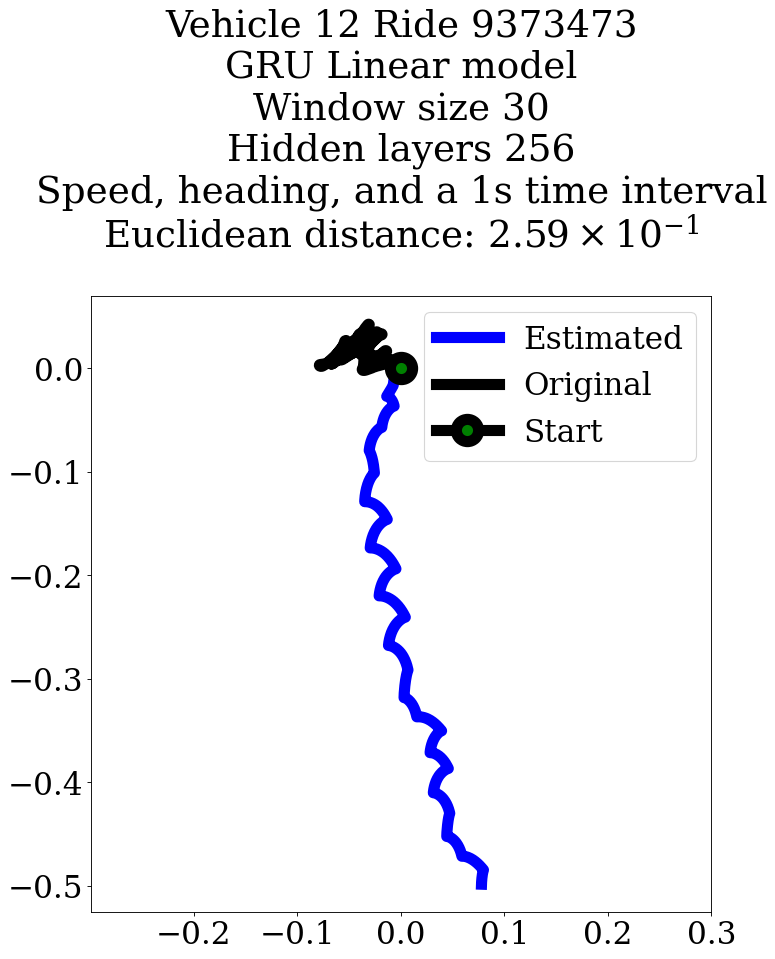 Vehicle 12 Ride 9373473
GRU Linear model
Window size 30
Hidden layers 256
Speed, heading, and a 1s time interval
Euclidean distance: 2.59 × 10⁻¹
Estimated
Original
Start
0.0
−0.1
−0.2
−0.3
−0.4
−0.5
−0.2 −0.1 0.0 0.1 0.2 0.3